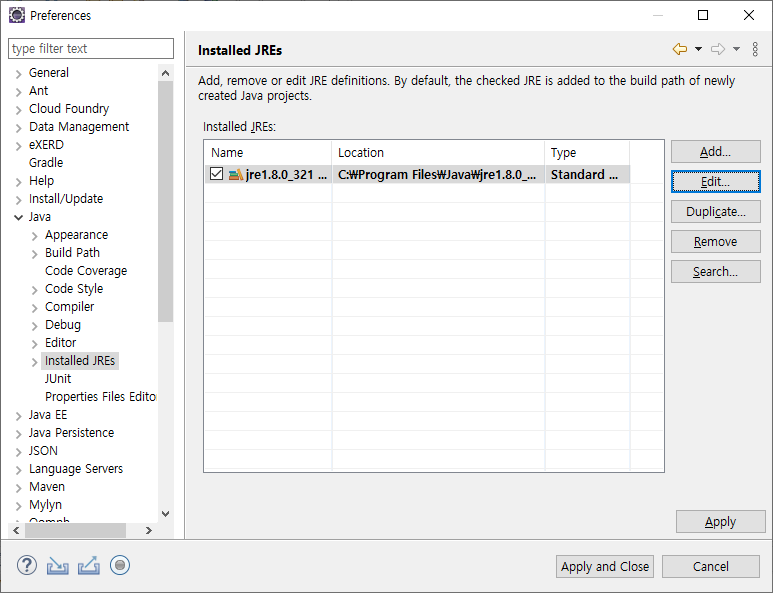 Preferences
type filter text
General
Ant
Cloud Foundry
Data Management
eXERD
Gradle
Help
Install/Update
Java
Appearance
Build Path
Code Coverage
Code Style
Compiler
Debug
Editor
Installed JREs
JUnit
Properties Files Editor
Java EE
Java Persistence
JSON
Language Servers
Maven
Mylyn
Oomph
Installed JREs
Add, remove or edit JRE definitions. By default, the checked JRE is added to the build path of newly
created Java projects.
Installed JREs:
Name Location Type
jre1.8.0_321 ... C:₩Program Files₩Java₩jre1.8.0_... Standard ...
Add...
Edit...
Duplicate...
Remove
Search...
Apply
? Apply and Close Cancel